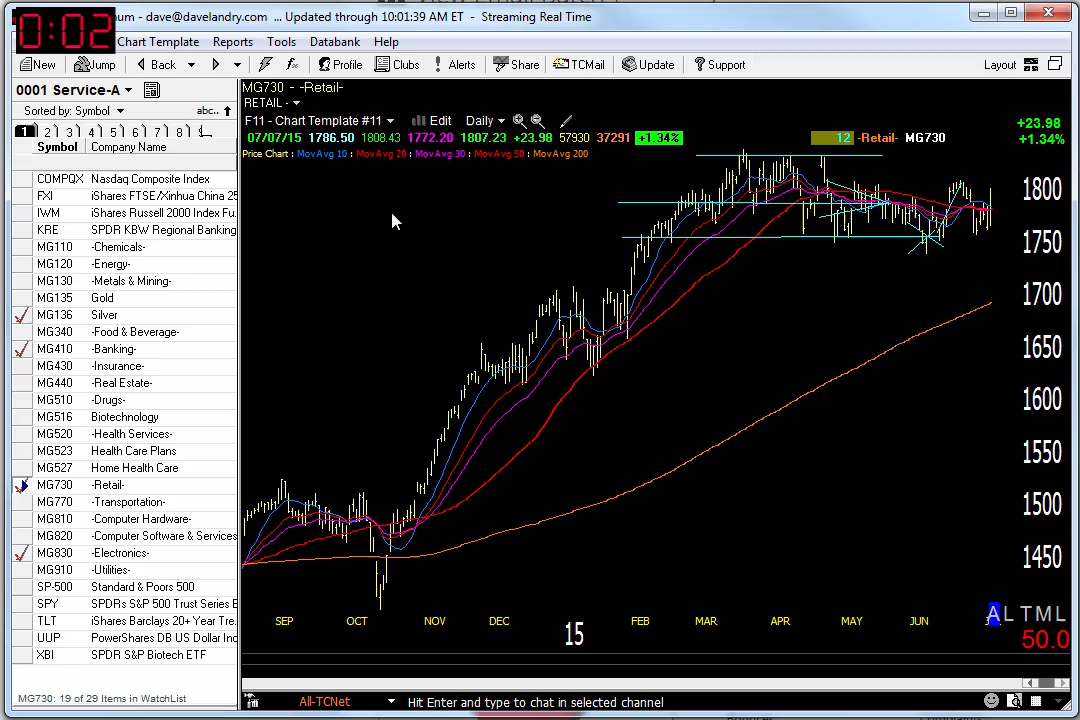 0:02
num - dave@davelandry.com ... Updated through 10:01:39 AM ET - Streaming Real Time
Chart Template Reports Tools Databank Help
New Jump Back Profile Clubs Alerts Share TCMail Update Support Layout
0001 Service-A
Sorted by: Symbol abc..
1 2 3 4 5 6 7 8
Symbol Company Name
COMPQX Nasdaq Composite Index
FXI iShares FTSE/Xinhua China 25
IWM iShares Russell 2000 Index Fu.
KRE SPDR KBW Regional Banking
MG110 -Chemicals-
MG120 -Energy-
MG130 -Metals & Mining-
MG135 Gold
MG136 Silver
MG340 -Food & Beverage-
MG410 -Banking-
MG430 -Insurance-
MG440 -Real Estate-
MG510 -Drugs-
MG516 Biotechnology
MG520 -Health Services-
MG523 Health Care Plans
MG527 Home Health Care
MG730 -Retail-
MG770 -Transportation-
MG810 -Computer Hardware-
MG820 -Computer Software & Services
MG830 -Electronics-
MG910 -Utilities-
SP-500 Standard & Poors 500
SPY SPDRs S&P 500 Trust Series E
TLT iShares Barclays 20+ Year Tre.
UUP PowerShares DB US Dollar Ind
XBI SPDR S&P Biotech ETF
MG730: 19 of 29 Items in WatchList
MG730 - -Retail-
RETAIL -
F11 - Chart Template #11 Edit Daily
07/07/15 1786.50 1808.43 1772.20 1807.23 57930 37291 +1.34% 12 -Retail- MG730
Price Chart : MovAvg 10 : MovAvg 20 : MovAvg 30 : MovAvg 50 : MovAvg 200
+23.98
+1.34%
1800
1750
1700
1650
1600
1550
1500
1450
SEP OCT NOV DEC 15 FEB MAR APR MAY JUN
A L T M L
50.0
All-TCNet Hit Enter and type to chat in selected channel